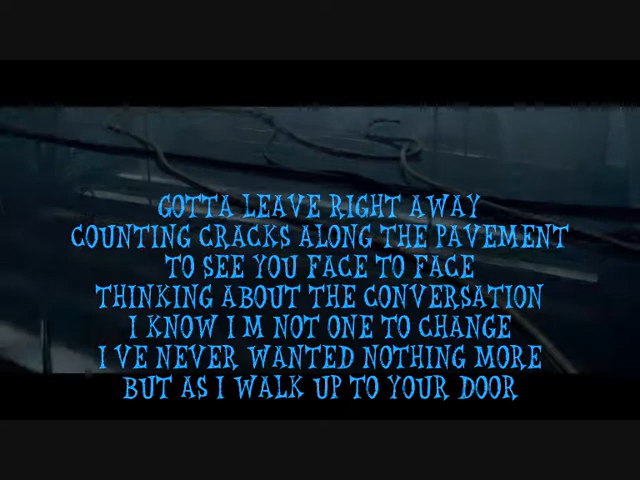 GOTTA LEAVE RIGHT AWAY
COUNTING CRACKS ALONG THE PAVEMENT
TO SEE YOU FACE TO FACE
THINKING ABOUT THE CONVERSATION
I KNOW I M NOT ONE TO CHANGE
I VE NEVER WANTED NOTHING MORE
BUT AS I WALK UP TO YOUR DOOR